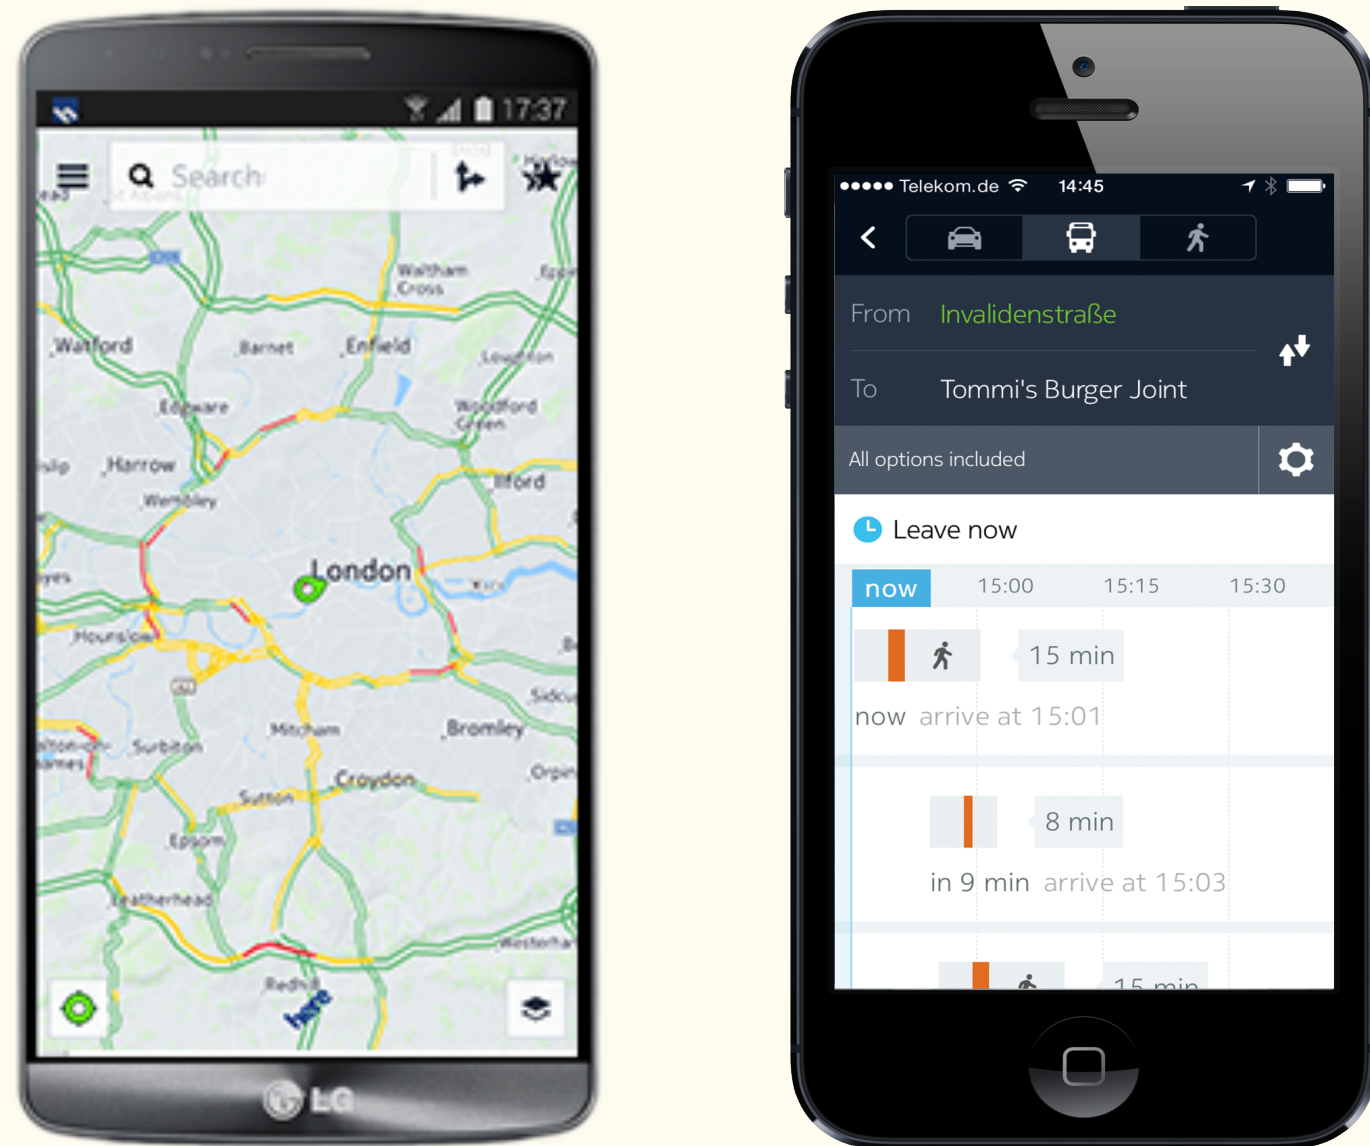 17:37
Search
Waltham
Cross
Watford
Barnet
Enfield
Loughton
Edgware
Woodford
Green
Harrow
Ilford
Wembley
London
Hounslow
Mitcham
Bromley
Surbiton
Croydon
Sutton
Epsom
Leatherhead
Redhill
here
LG
Telekom.de 14:45
From Invalidenstraße
To Tommi's Burger Joint
All options included
Leave now
now 15:00 15:15 15:30
15 min
now arrive at 15:01
8 min
in 9 min arrive at 15:03
15 min